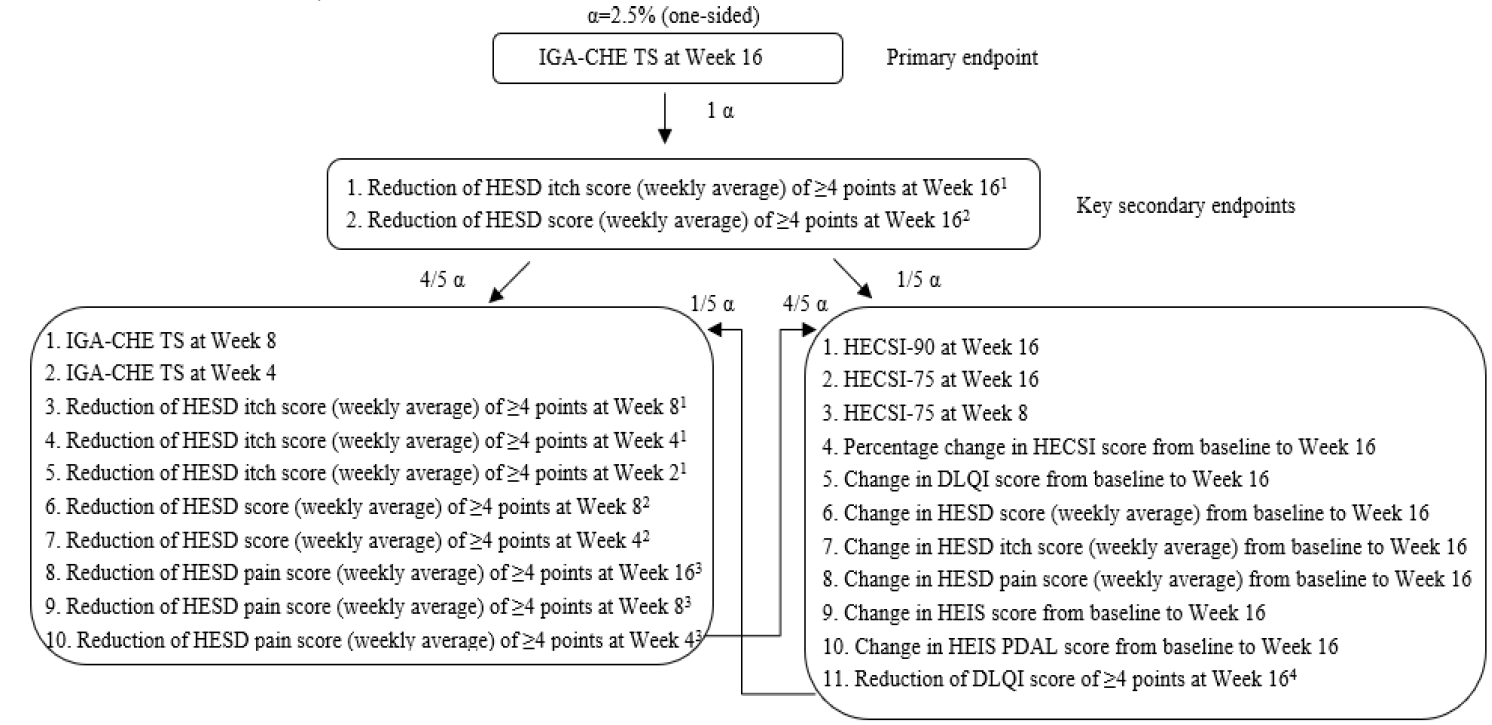 α=2.5% (one-sided)
IGA-CHE TS at Week 16
Primary endpoint
1 α
1. Reduction of HESD itch score (weekly average) of ≥4 points at Week 16¹
2. Reduction of HESD score (weekly average) of ≥4 points at Week 16²
Key secondary endpoints
4/5 α
1/5 α
1/5 α
4/5 α
1. IGA-CHE TS at Week 8
2. IGA-CHE TS at Week 4
3. Reduction of HESD itch score (weekly average) of ≥4 points at Week 8¹
4. Reduction of HESD itch score (weekly average) of ≥4 points at Week 4¹
5. Reduction of HESD itch score (weekly average) of ≥4 points at Week 2¹
6. Reduction of HESD score (weekly average) of ≥4 points at Week 8²
7. Reduction of HESD score (weekly average) of ≥4 points at Week 4²
8. Reduction of HESD pain score (weekly average) of ≥4 points at Week 16³
9. Reduction of HESD pain score (weekly average) of ≥4 points at Week 8³
10. Reduction of HESD pain score (weekly average) of ≥4 points at Week 4³
1. HECSI-90 at Week 16
2. HECSI-75 at Week 16
3. HECSI-75 at Week 8
4. Percentage change in HECSI score from baseline to Week 16
5. Change in DLQI score from baseline to Week 16
6. Change in HESD score (weekly average) from baseline to Week 16
7. Change in HESD itch score (weekly average) from baseline to Week 16
8. Change in HESD pain score (weekly average) from baseline to Week 16
9. Change in HEIS score from baseline to Week 16
10. Change in HEIS PDAL score from baseline to Week 16
11. Reduction of DLQI score of ≥4 points at Week 16⁴